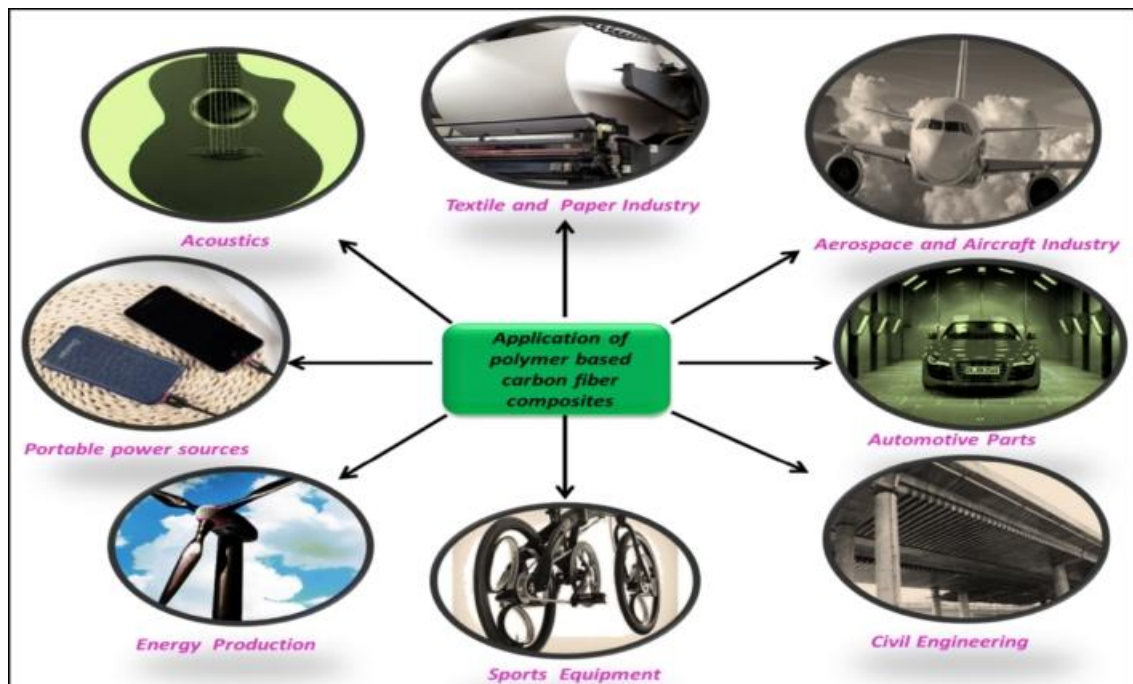 Acoustics
Textile and Paper Industry
Aerospace and Aircraft Industry
Application of
polymer based
carbon fiber
composites
Portable power sources
Automotive Parts
Energy Production
Sports Equipment
Civil Engineering